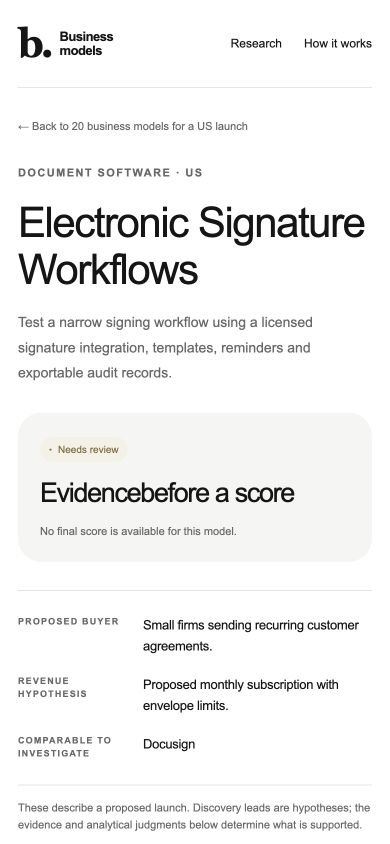 b. Business
models
Research How it works
← Back to 20 business models for a US launch
DOCUMENT SOFTWARE · US
Electronic Signature
Workflows
Test a narrow signing workflow using a licensed
signature integration, templates, reminders and
exportable audit records.
· Needs review
Evidencebefore a score
No final score is available for this model.
PROPOSED BUYER
Small firms sending recurring customer
agreements.
REVENUE
HYPOTHESIS
Proposed monthly subscription with
envelope limits.
COMPARABLE TO
INVESTIGATE
Docusign
These describe a proposed launch. Discovery leads are hypotheses; the
evidence and analytical judgments below determine what is supported.